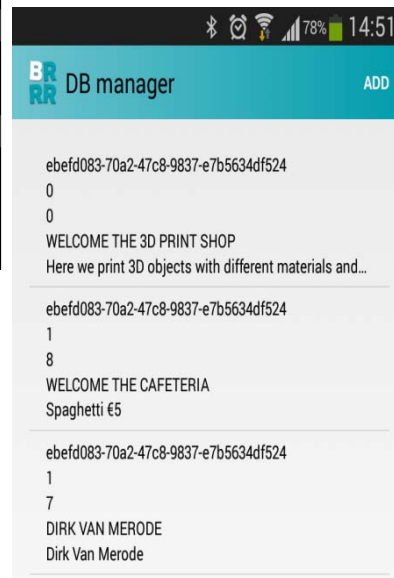 78% 14:51
BR
RR
DB manager ADD
ebefd083-70a2-47c8-9837-e7b5634df524
0
0
WELCOME THE 3D PRINT SHOP
Here we print 3D objects with different materials and...
ebefd083-70a2-47c8-9837-e7b5634df524
1
8
WELCOME THE CAFETERIA
Spaghetti €5
ebefd083-70a2-47c8-9837-e7b5634df524
1
7
DIRK VAN MERODE
Dirk Van Merode